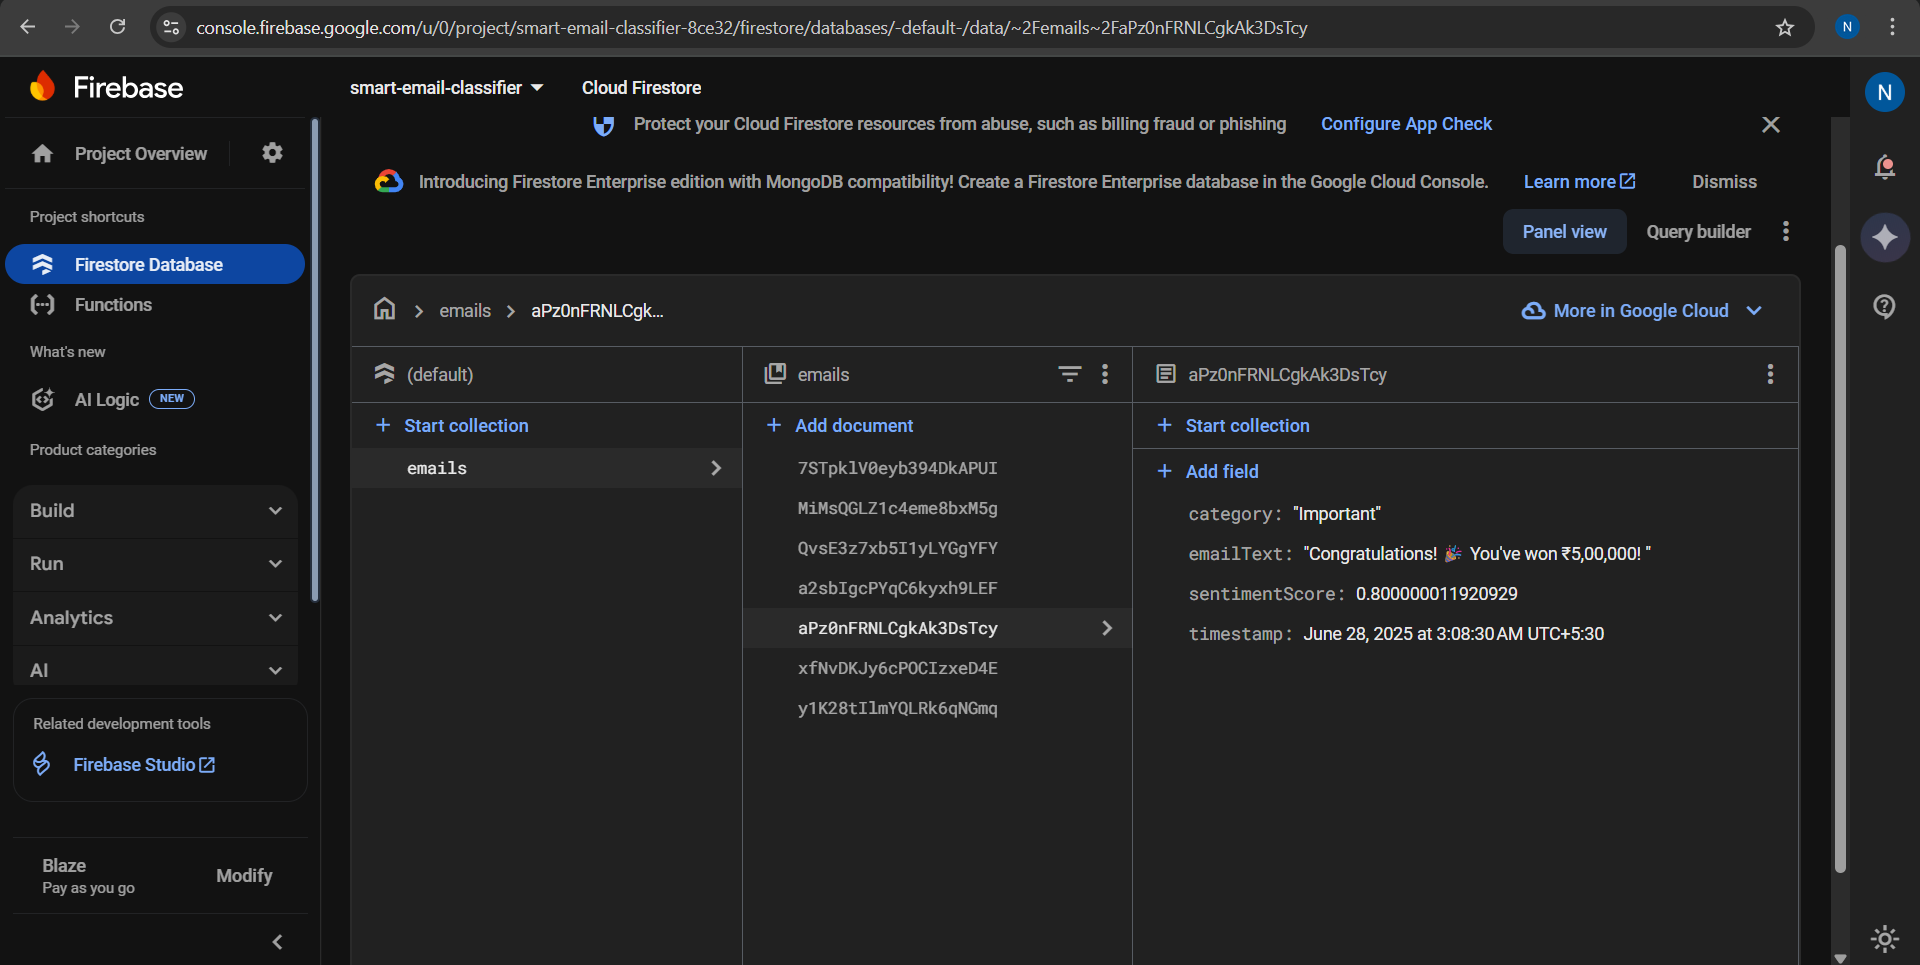 console.firebase.google.com/u/0/project/smart-email-classifier-8ce32/firestore/databases/-default-/data/~2Femails~2FaPz0nFRNLCgkAk3DsTcy
N
Firebase
smart-email-classifier
Cloud Firestore
N
Protect your Cloud Firestore resources from abuse, such as billing fraud or phishing
Configure App Check
Project Overview
Introducing Firestore Enterprise edition with MongoDB compatibility! Create a Firestore Enterprise database in the Google Cloud Console.
Learn more
Dismiss
Project shortcuts
Panel view
Query builder
Firestore Database
Functions
emails
aPz0nFRNLCgk...
More in Google Cloud
What's new
AI Logic
NEW
Product categories
Build
Run
Analytics
AI
Related development tools
Firebase Studio
Blaze
Pay as you go
Modify
(default)
Start collection
emails
emails
Add document
7STpklV0eyb394DkAPUI
MiMsQGLZ1c4eme8bxM5g
QvsE3z7xb5I1yLYGgYFY
a2sbIgcPYqC6kyxh9LEF
aPz0nFRNLCgkAk3DsTcy
xfNvDKJy6cPOCIzxeD4E
y1K28tIlmYQLRk6qNGmq
aPz0nFRNLCgkAk3DsTcy
Start collection
Add field
category: "Important"
emailText: "Congratulations! 🎉 You've won ₹5,00,000! "
sentimentScore: 0.800000011920929
timestamp: June 28, 2025 at 3:08:30 AM UTC+5:30